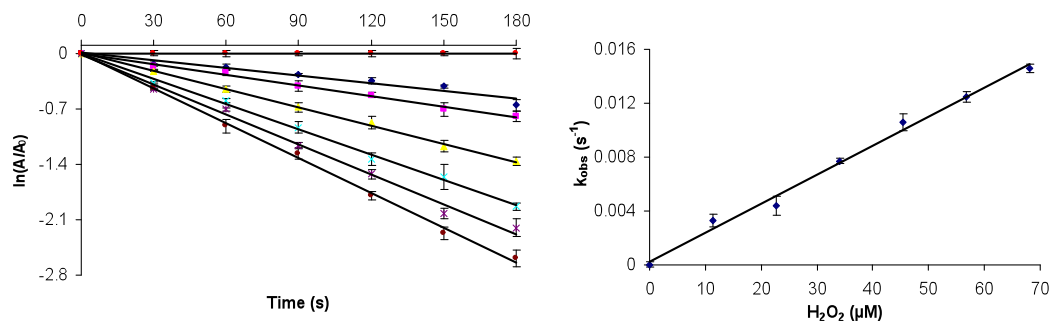 0 30 60 90 120 150 180
0
-0.7
-1.4
-2.1
-2.8
ln(A/A₀)
Time (s)
0.016
0.012
0.008
0.004
0
kobs (s⁻¹)
0 10 20 30 40 50 60 70
H₂O₂ (µM)